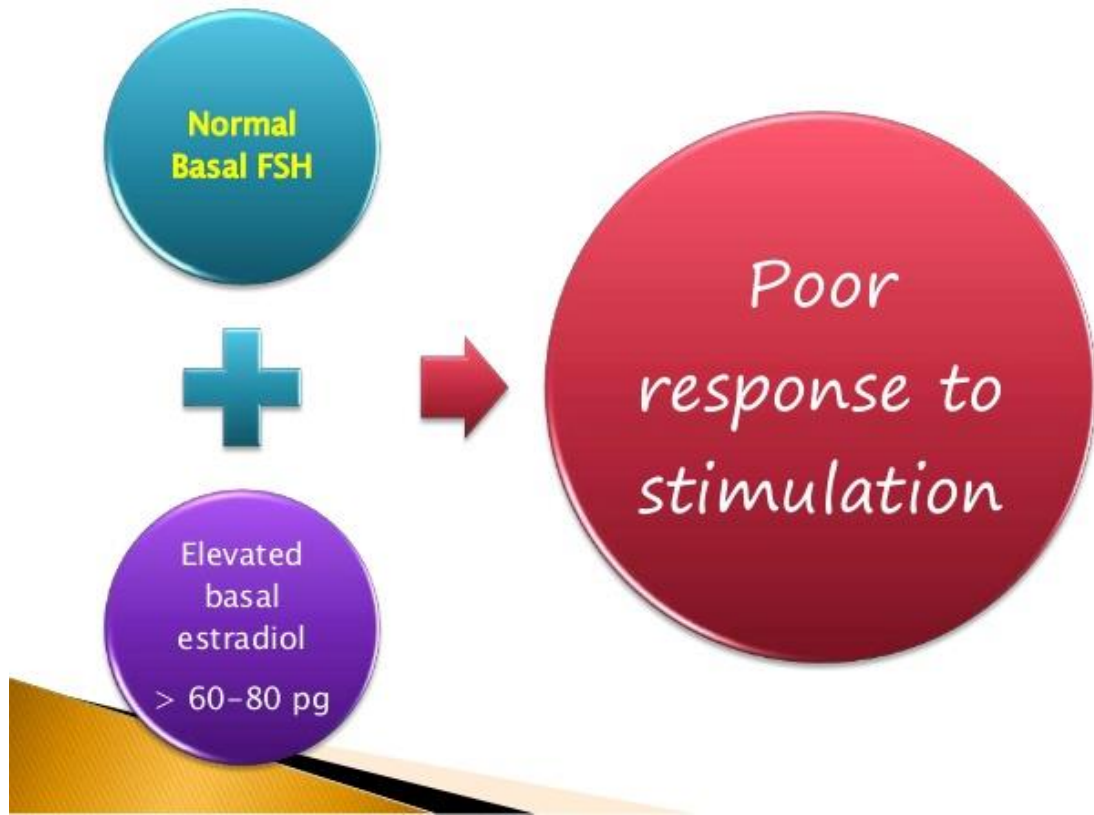 Normal
Basal FSH
Elevated
basal
estradiol
> 60-80 pg
Poor
response to
stimulation